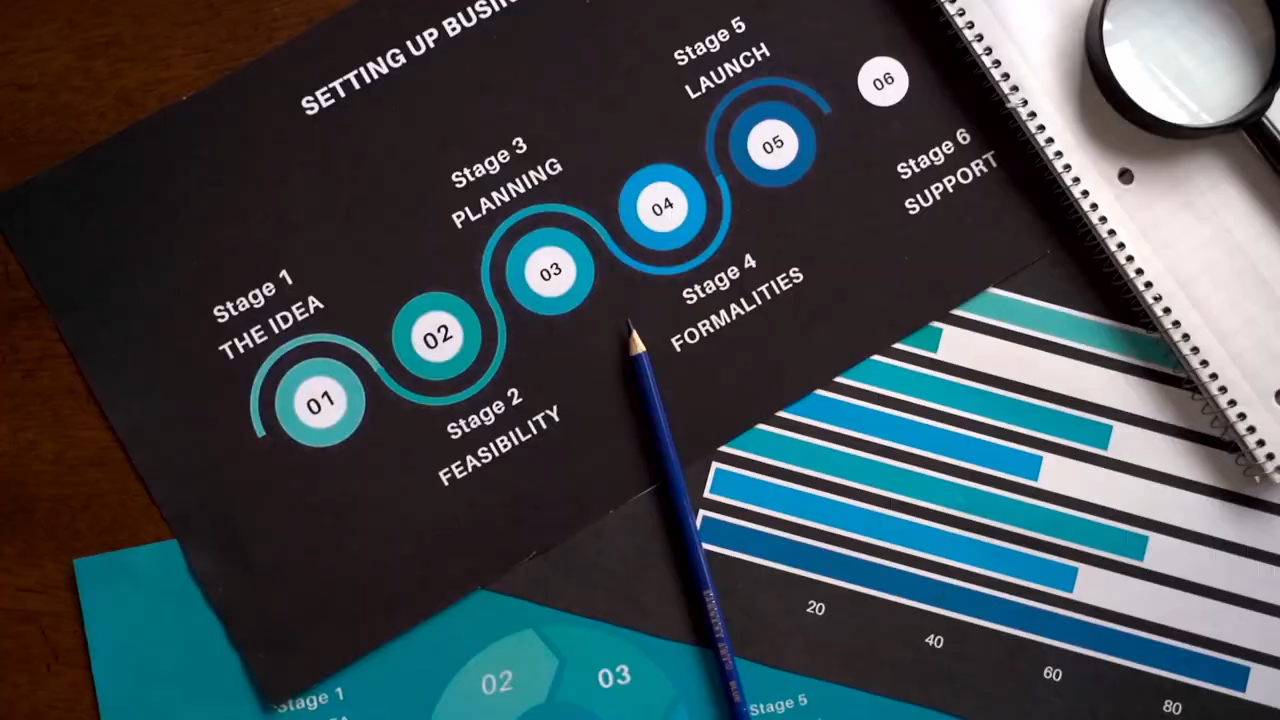 SETTING UP
Stage 1
THE IDEA
01
02
Stage 2
FEASIBILITY
Stage 3
PLANNING
03
04
Stage 4
FORMALITIES
Stage 5
LAUNCH
05
06
Stage 6
SUPPORT
20
40
60
80
02
03
Stage 1
Stage 5